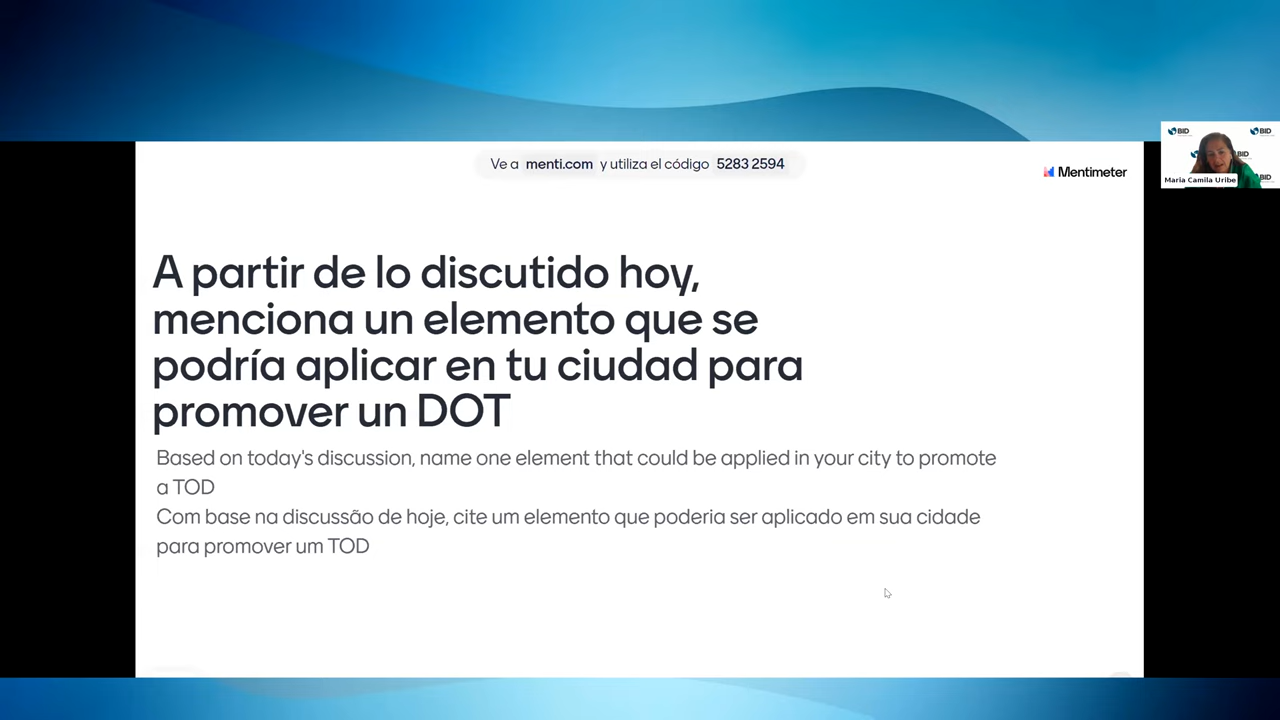 Ve a menti.com y utiliza el código 5283 2594
Mentimeter
BID
BID
BID
BID
Maria Camila Uribe
A partir de lo discutido hoy,
menciona un elemento que se
podría aplicar en tu ciudad para
promover un DOT
Based on today's discussion, name one element that could be applied in your city to promote
a TOD
Com base na discussão de hoje, cite um elemento que poderia ser aplicado em sua cidade
para promover um TOD